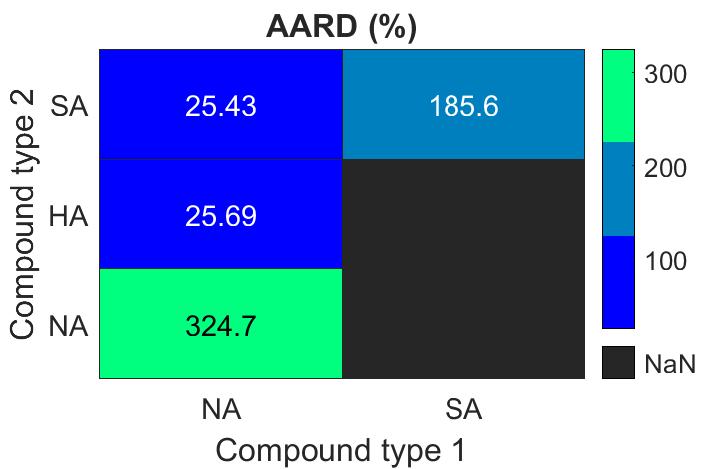 AARD (%)
Compound type 2
SA
25.43
185.6
HA
25.69
NA
324.7
NA
SA
Compound type 1
300
200
100
NaN